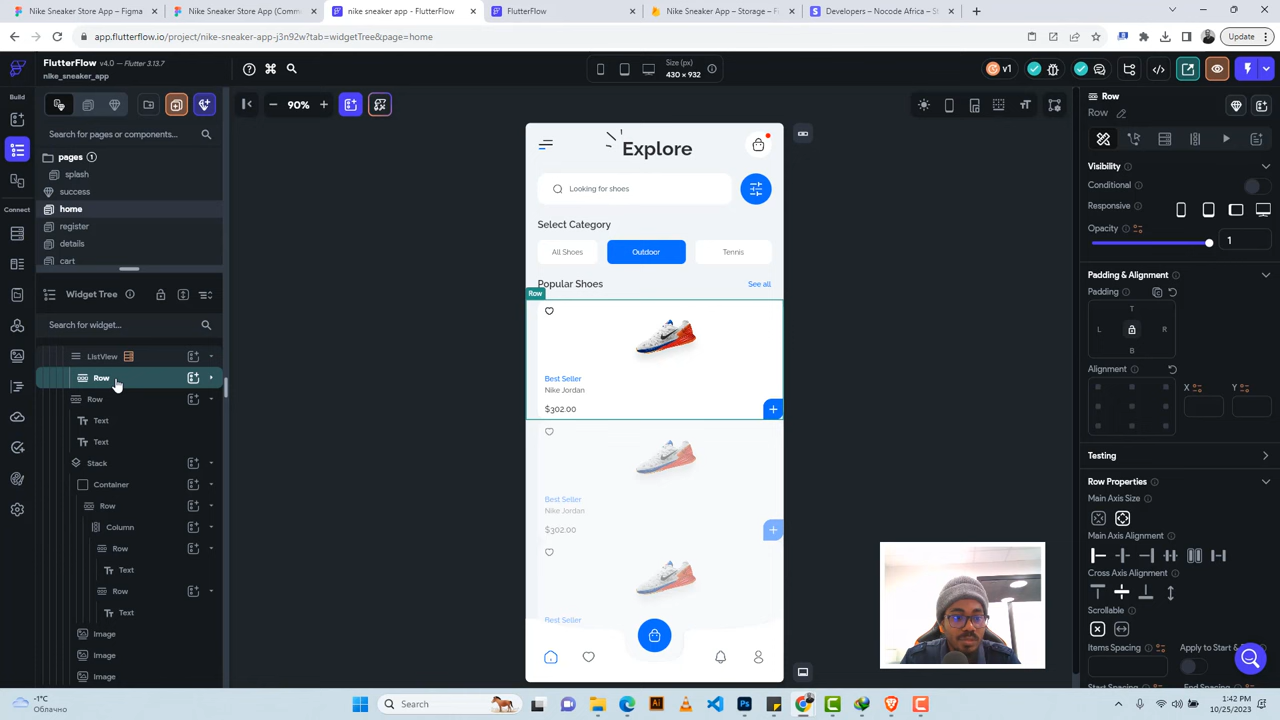 Nike Sneaker Store App – Figma
Nike Sneaker Store App (Comm
nike sneaker app - FlutterFlow
FlutterFlow
Nike Sneaker App – Storage – F
Developers – Nocode Africa – S
app.flutterflow.io/project/nike-sneaker-app-j3n92w?tab=widgetTree&page=home
Update
FlutterFlow v4.0 – Flutter 3.13.7
nike_sneaker_app
Size (px)
430 × 932
v1
Build
90%
Row
Row
Search for pages or components...
pages
splash
success
home
register
details
cart
Connect
Widget Tree
Search for widget...
ListView
Row
Row
Text
Text
Stack
Container
Row
Column
Row
Text
Row
Text
Image
Image
Image
Explore
Looking for shoes
Select Category
All Shoes
Outdoor
Tennis
Popular Shoes
See all
Row
Best Seller
Nike Jordan
$302.00
Best Seller
Nike Jordan
$302.00
Best Seller
Visibility
Conditional
Responsive
Opacity
1
Padding & Alignment
Padding
T
L
R
B
Alignment
X
Y
Testing
Row Properties
Main Axis Size
Main Axis Alignment
Cross Axis Alignment
Scrollable
Items Spacing
Apply to Start &
Start Spacing
End Spacing
-1°C
Облачно
Search
1:42 PM
10/25/2023